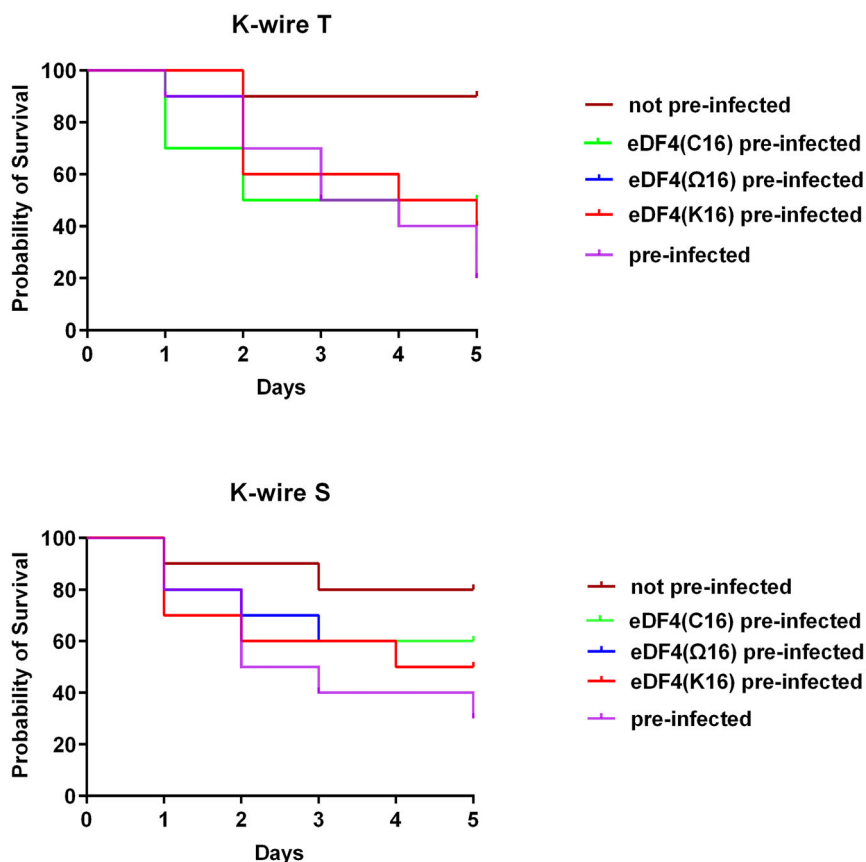 K-wire T
Probability of Survival
100
80
60
40
20
0
0 1 2 3 4 5
Days
not pre-infected
eDF4(C16) pre-infected
eDF4(Ω16) pre-infected
eDF4(K16) pre-infected
pre-infected
K-wire S
Probability of Survival
100
80
60
40
20
0
0 1 2 3 4 5
Days
not pre-infected
eDF4(C16) pre-infected
eDF4(Ω16) pre-infected
eDF4(K16) pre-infected
pre-infected